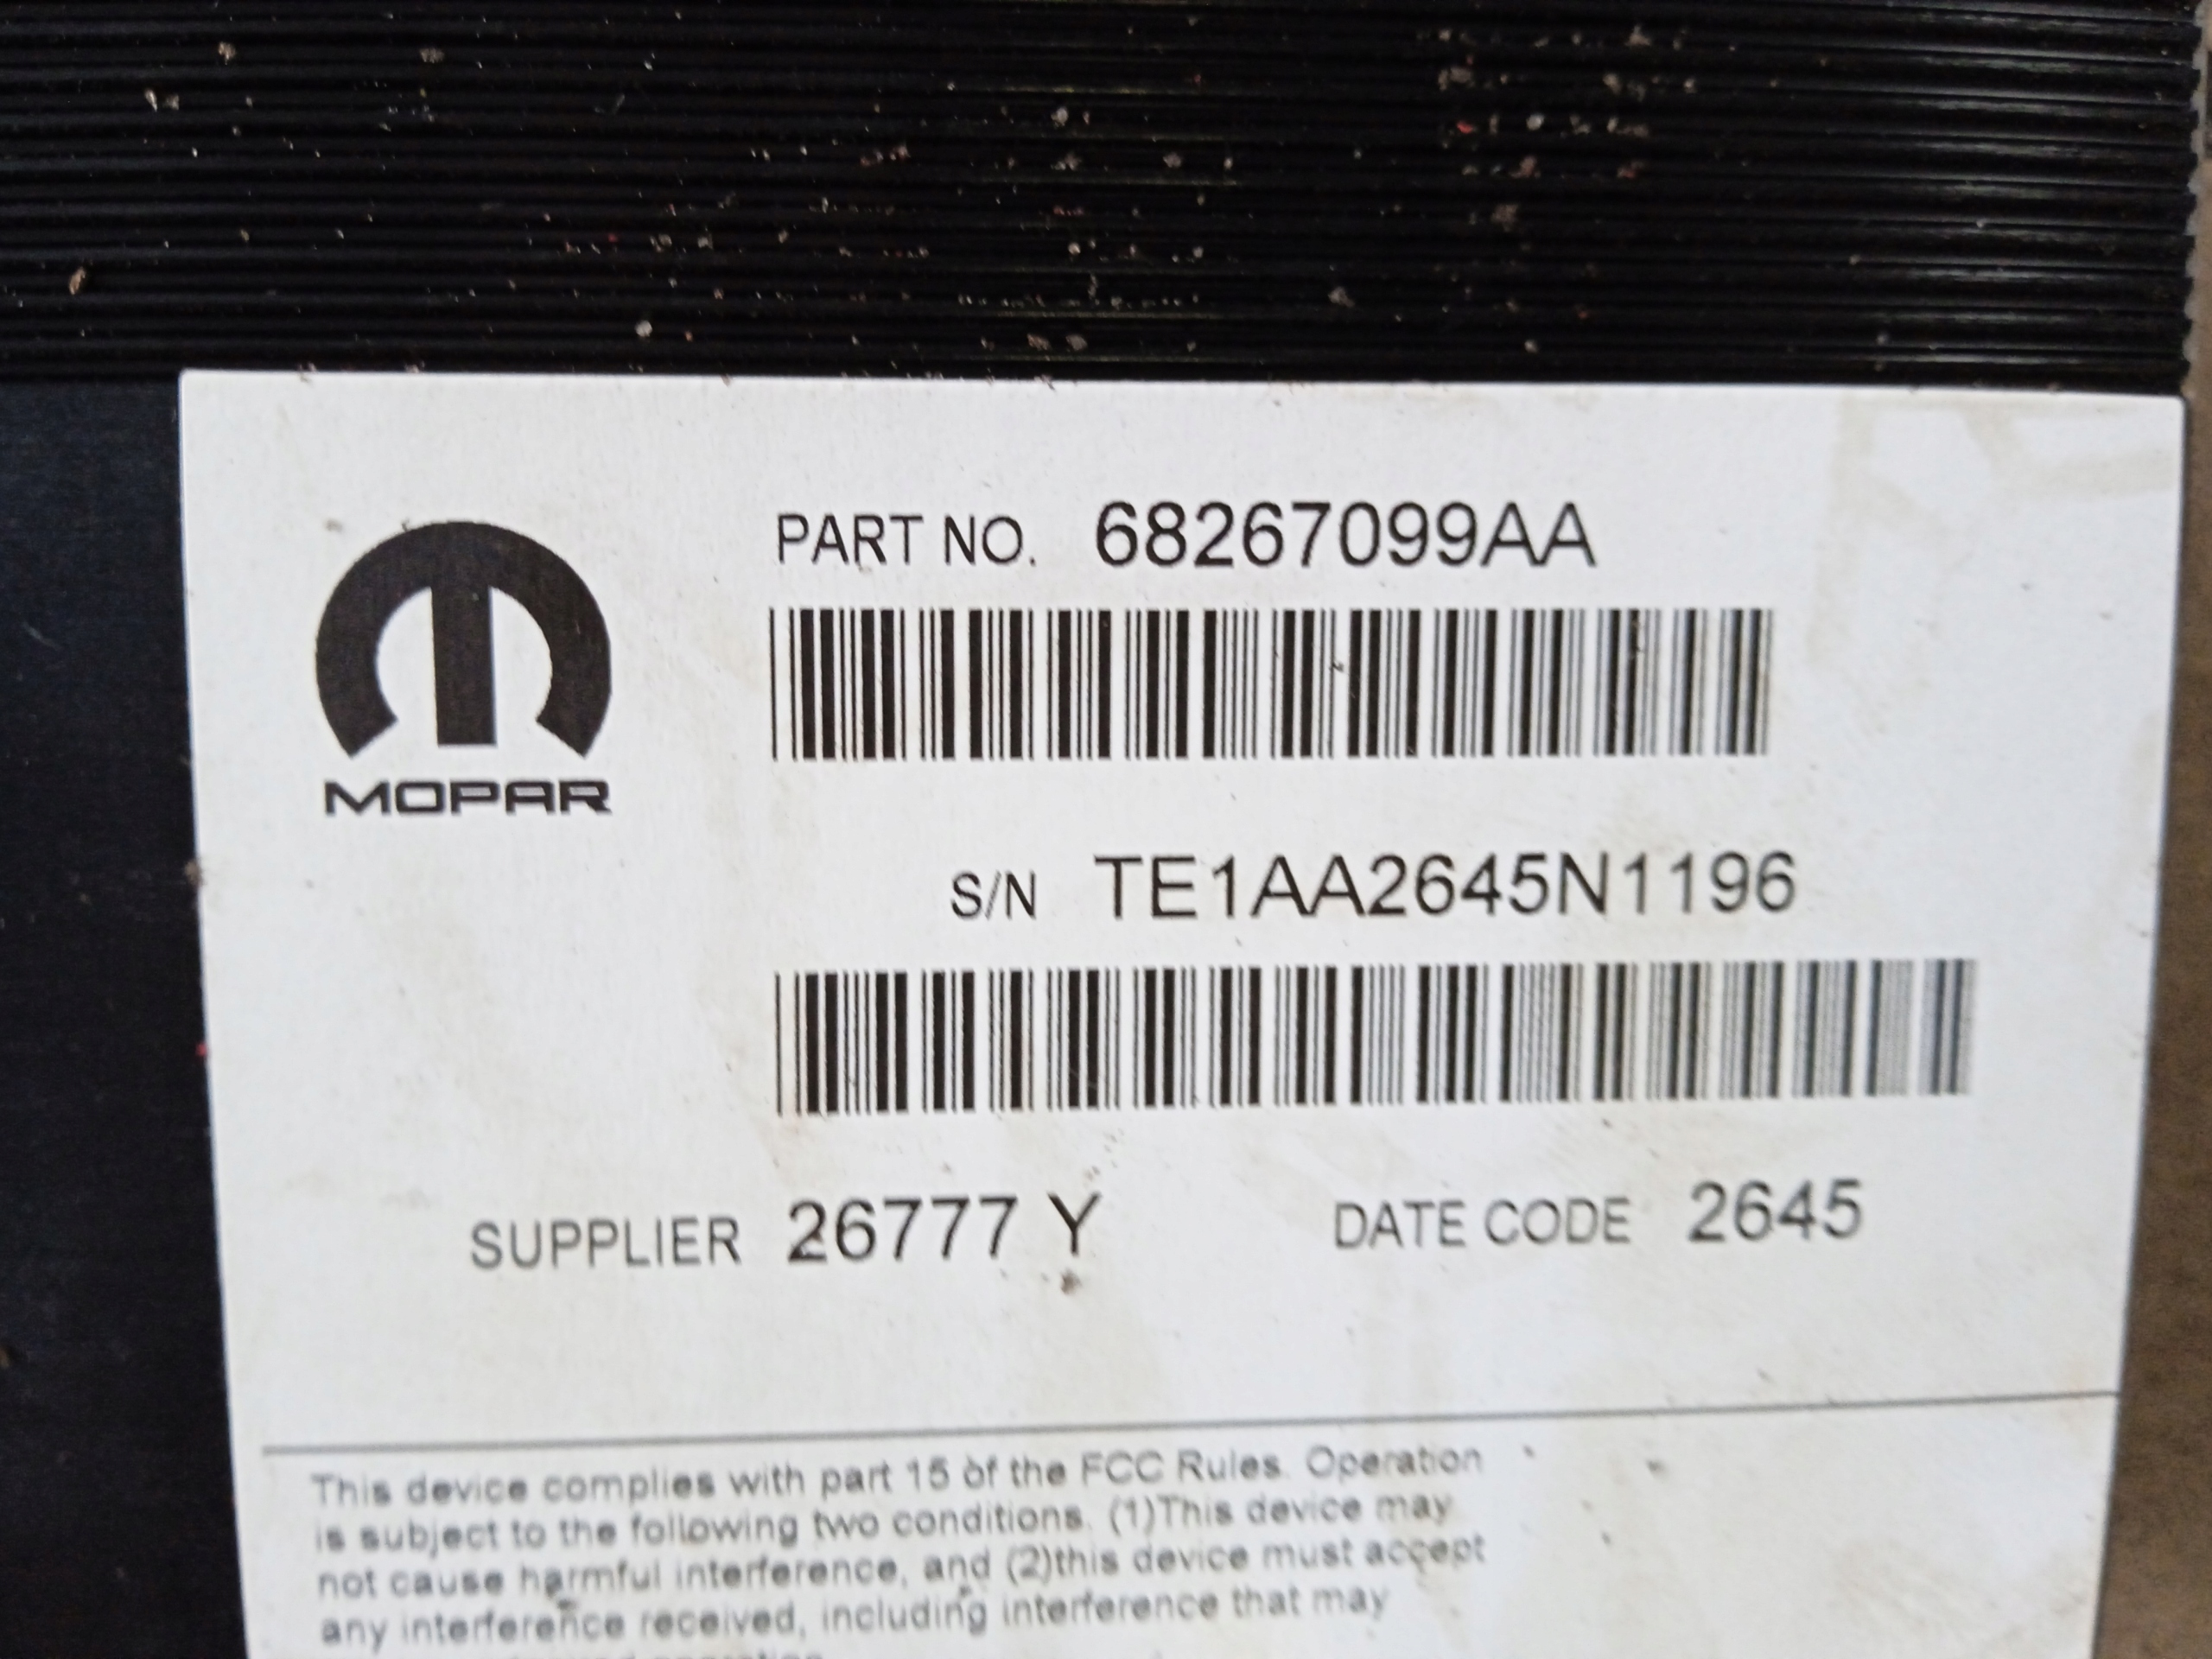 MOPAR
PART NO. 68267099AA
S/N TE1AA2645N1196
SUPPLIER 26777 Y DATE CODE 2645
This device complies with part 15 of the FCC Rules. Operation
is subject to the following two conditions. (1)This device may
not cause harmful interference, and (2)this device must accept
any interference received, including interference that may
operation